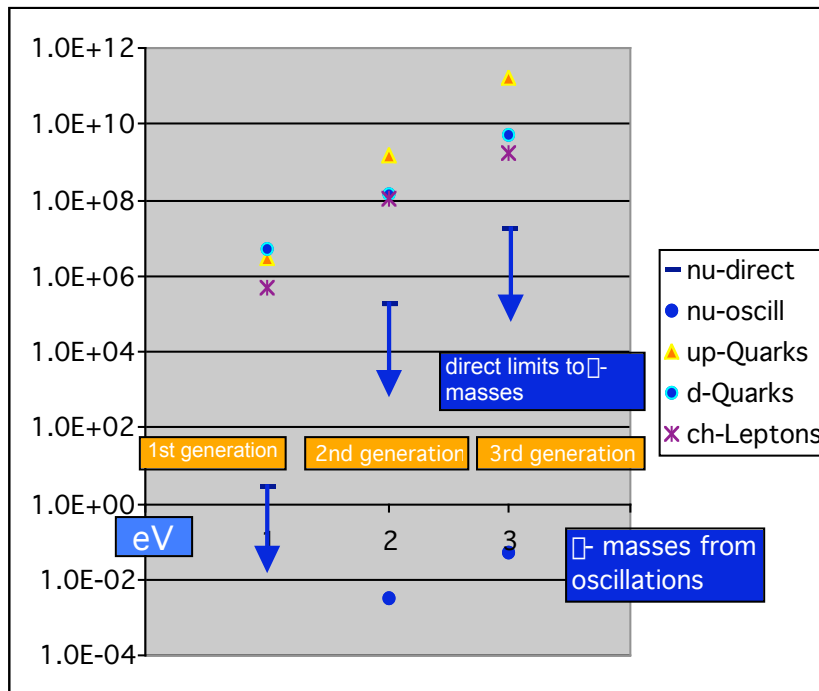 1.0E+12
1.0E+10
1.0E+08
1.0E+06
1.0E+04
1.0E+02
1.0E+00
1.0E-02
1.0E-04
eV
1st generation
2nd generation
3rd generation
1
2
3
direct limits to □-
masses
□- masses from
oscillations
nu-direct
nu-oscill
up-Quarks
d-Quarks
ch-Leptons